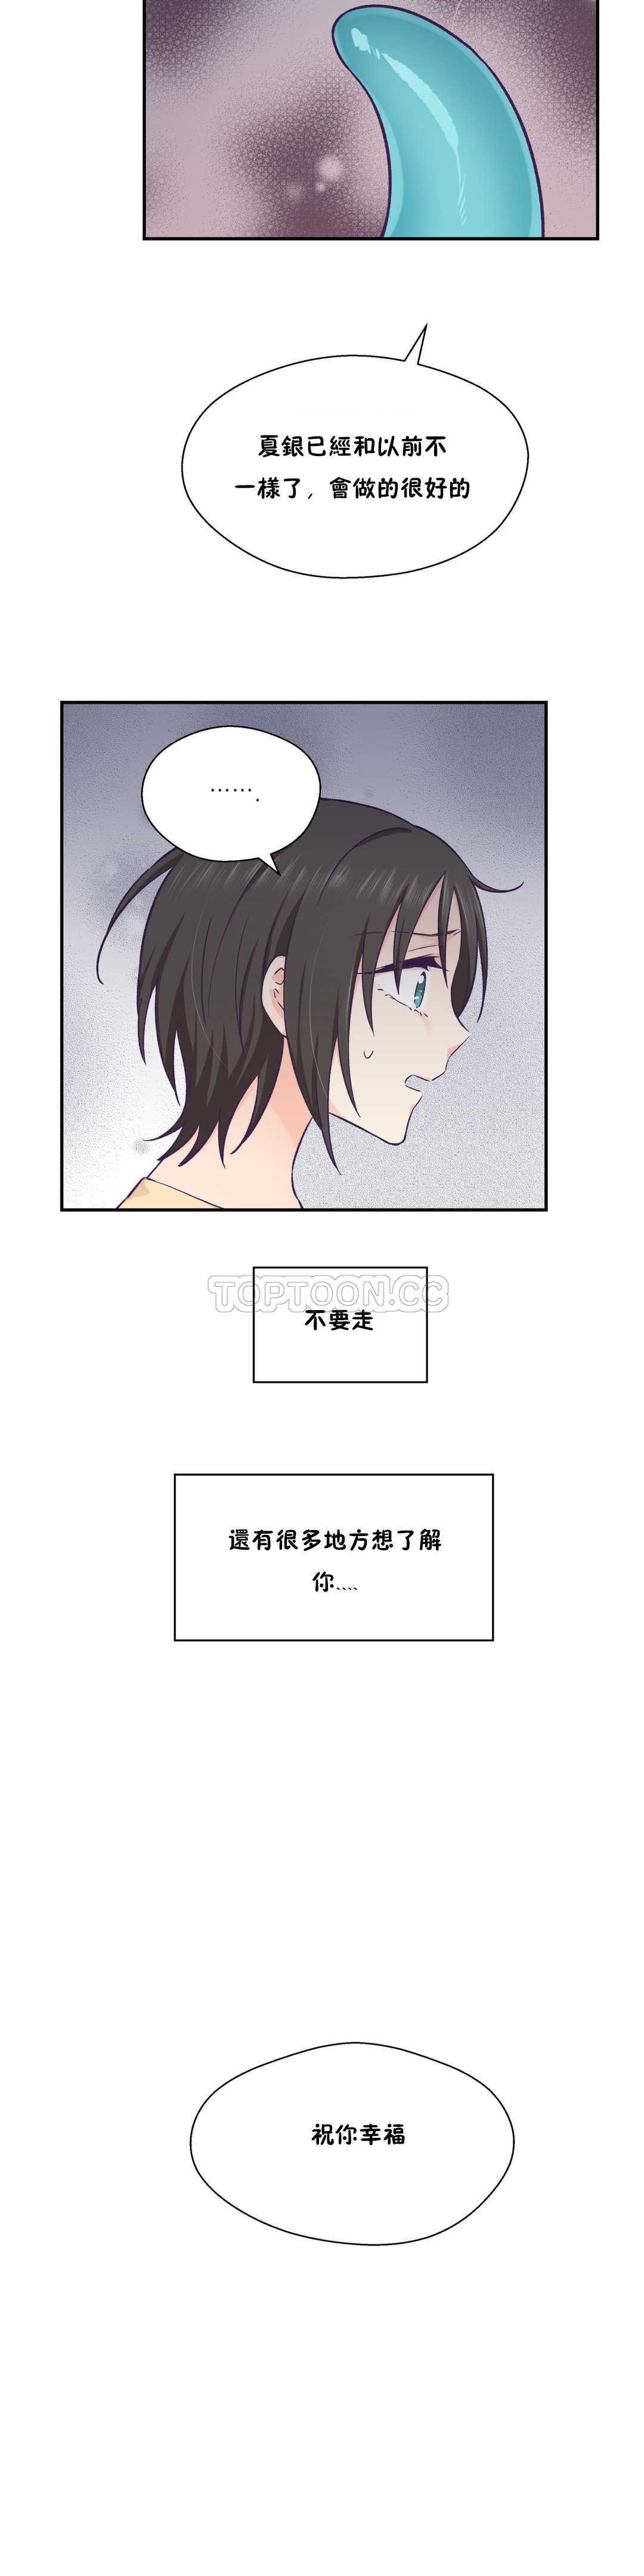 夏銀已經和以前不
一樣了，會做的很好的
…….
TOPTOON.CC
不要走
還有很多地方想了解
你....
祝你幸福